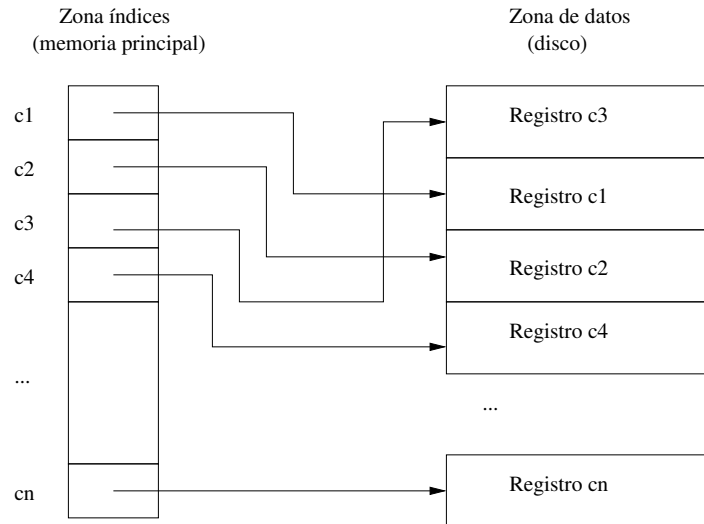 Zona índices
(memoria principal)
Zona de datos
(disco)
c1
c2
c3
c4
...
cn
Registro c3
Registro c1
Registro c2
Registro c4
...
Registro cn